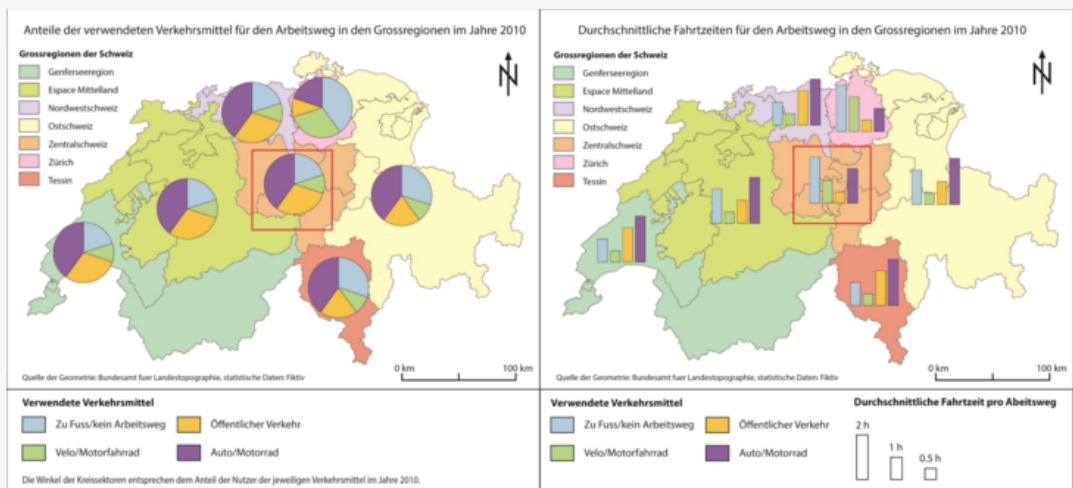 Anteile der verwendeten Verkehrsmittel für den Arbeitsweg in den Grossregionen im Jahre 2010
Grossregionen der Schweiz
Genferseeregion
Espace Mittelland
Nordwestschweiz
Ostschweiz
Zentralschweiz
Zürich
Tessin
N
0 km 100 km
Quelle der Geometrie: Bundesamt fuer Landestopographie, statistische Daten: Fiktiv
Verwendete Verkehrsmittel
Zu Fuss/kein Arbeitsweg Öffentlicher Verkehr
Velo/Motorfahrrad Auto/Motorrad
Die Winkel der Kreissektoren entsprechen dem Anteil der Nutzer der jeweiligen Verkehrsmittel im Jahre 2010.
Durchschnittliche Fahrtzeiten für den Arbeitsweg in den Grossregionen im Jahre 2010
Grossregionen der Schweiz
Genferseeregion
Espace Mittelland
Nordwestschweiz
Ostschweiz
Zentralschweiz
Zürich
Tessin
N
0 km 100 km
Quelle der Geometrie: Bundesamt fuer Landestopographie, statistische Daten: Fiktiv
Verwendete Verkehrsmittel
Zu Fuss/kein Arbeitsweg Öffentlicher Verkehr
Velo/Motorfahrrad Auto/Motorrad
Durchschnittliche Fahrtzeit pro Abeitsweg
2 h
1 h
0.5 h